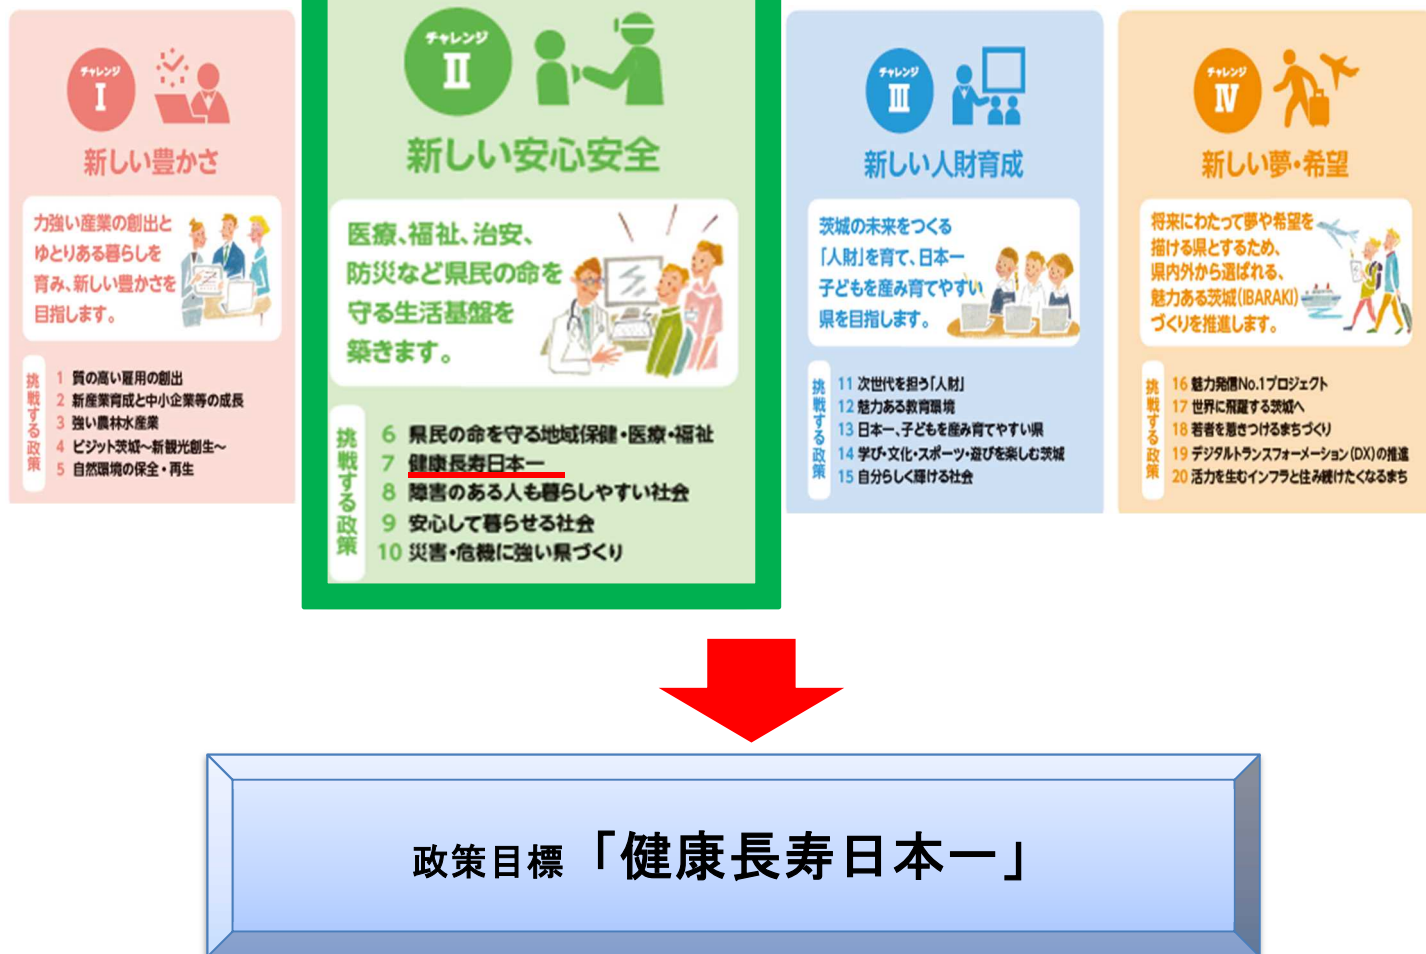 チャレンジ
I
新しい豊かさ
力強い産業の創出と
ゆとりある暮らしを
育み、新しい豊かさを
目指します。
挑戦する政策
1 質の高い雇用の創出
2 新産業育成と中小企業等の成長
3 強い農林水産業
4 ビジット茨城～新観光創生～
5 自然環境の保全・再生
チャレンジ
II
新しい安心安全
医療、福祉、治安、
防災など県民の命を
守る生活基盤を
築きます。
挑戦する政策
6 県民の命を守る地域保健・医療・福祉
7 健康長寿日本一
8 障害のある人も暮らしやすい社会
9 安心して暮らせる社会
10 災害・危機に強い県づくり
チャレンジ
III
新しい人財育成
茨城の未来をつくる
「人財」を育て、日本一
子どもを産み育てやすい
県を目指します。
挑戦する政策
11 次世代を担う「人財」
12 魅力ある教育環境
13 日本一、子どもを産み育てやすい県
14 学び・文化・スポーツ・遊びを楽しむ茨城
15 自分らしく輝ける社会
チャレンジ
IV
新しい夢・希望
将来にわたって夢や希望を
描ける県とするため、
県内外から選ばれる、
魅力ある茨城(IBARAKI)
づくりを推進します。
挑戦する政策
16 魅力発信No.1プロジェクト
17 世界に飛躍する茨城へ
18 若者を惹きつけるまちづくり
19 デジタルトランスフォーメーション(DX)の推進
20 活力を生むインフラと住み続けたくなるまち
政策目標「健康長寿日本一」